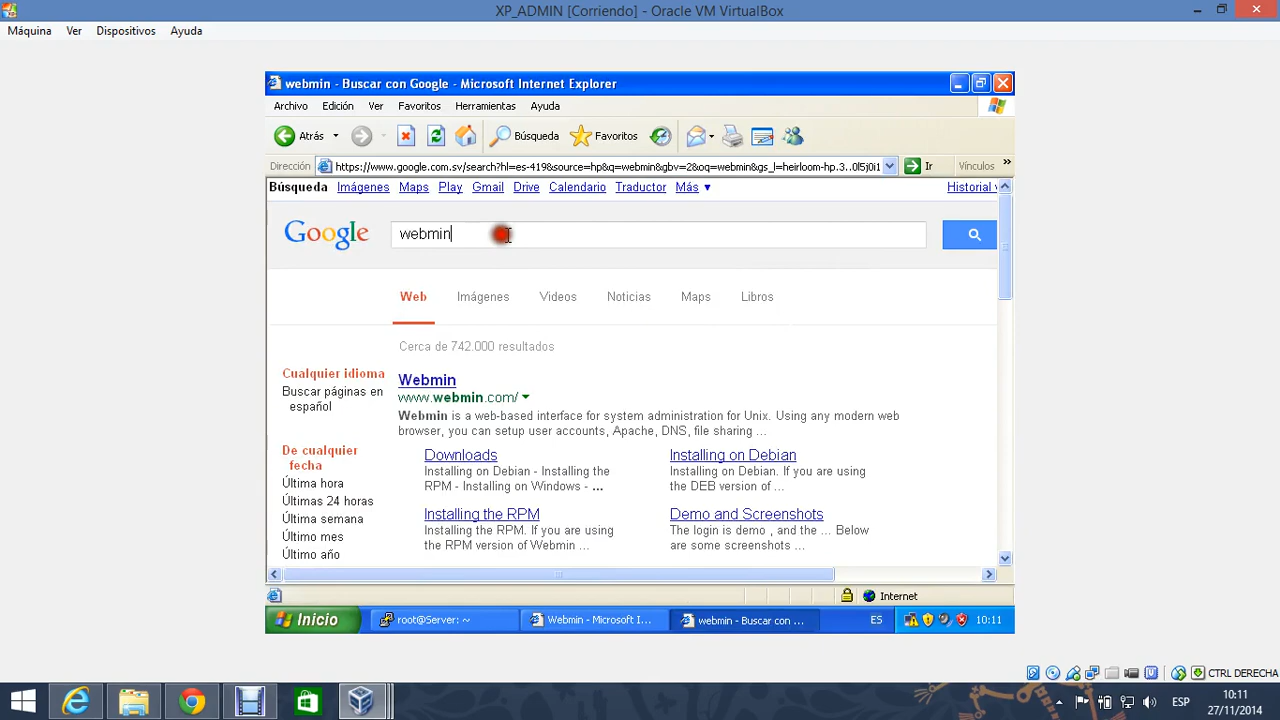 XP_ADMIN [Corriendo] - Oracle VM VirtualBox
Máquina Ver Dispositivos Ayuda
webmin - Buscar con Google - Microsoft Internet Explorer
Archivo Edición Ver Favoritos Herramientas Ayuda
Atrás Búsqueda Favoritos
Dirección https://www.google.com.sv/search?hl=es-419&source=hp&q=webmin&gbv=2&oq=webmin&gs_l=heirloom-hp.3..0l5j0i1 Ir Vínculos »
Búsqueda Imágenes Maps Play Gmail Drive Calendario Traductor Más ▼ Historial
Google webmin
Web Imágenes Videos Noticias Maps Libros
Cerca de 742.000 resultados
Cualquier idioma
Buscar páginas en
español
De cualquier
fecha
Última hora
Últimas 24 horas
Última semana
Último mes
Último año
Webmin
www.webmin.com/
Webmin is a web-based interface for system administration for Unix. Using any modern web
browser, you can setup user accounts, Apache, DNS, file sharing ...
Downloads
Installing on Debian - Installing the
RPM - Installing on Windows - ...
Installing on Debian
Installing on Debian. If you are using
the DEB version of ...
Installing the RPM
Installing the RPM. If you are using
the RPM version of Webmin ...
Demo and Screenshots
The login is demo , and the ... Below
are some screenshots ...
Internet
Inicio root@Server: ~ Webmin - Microsoft I... webmin - Buscar con ... ES 10:11
CTRL DERECHA
ESP 10:11
27/11/2014